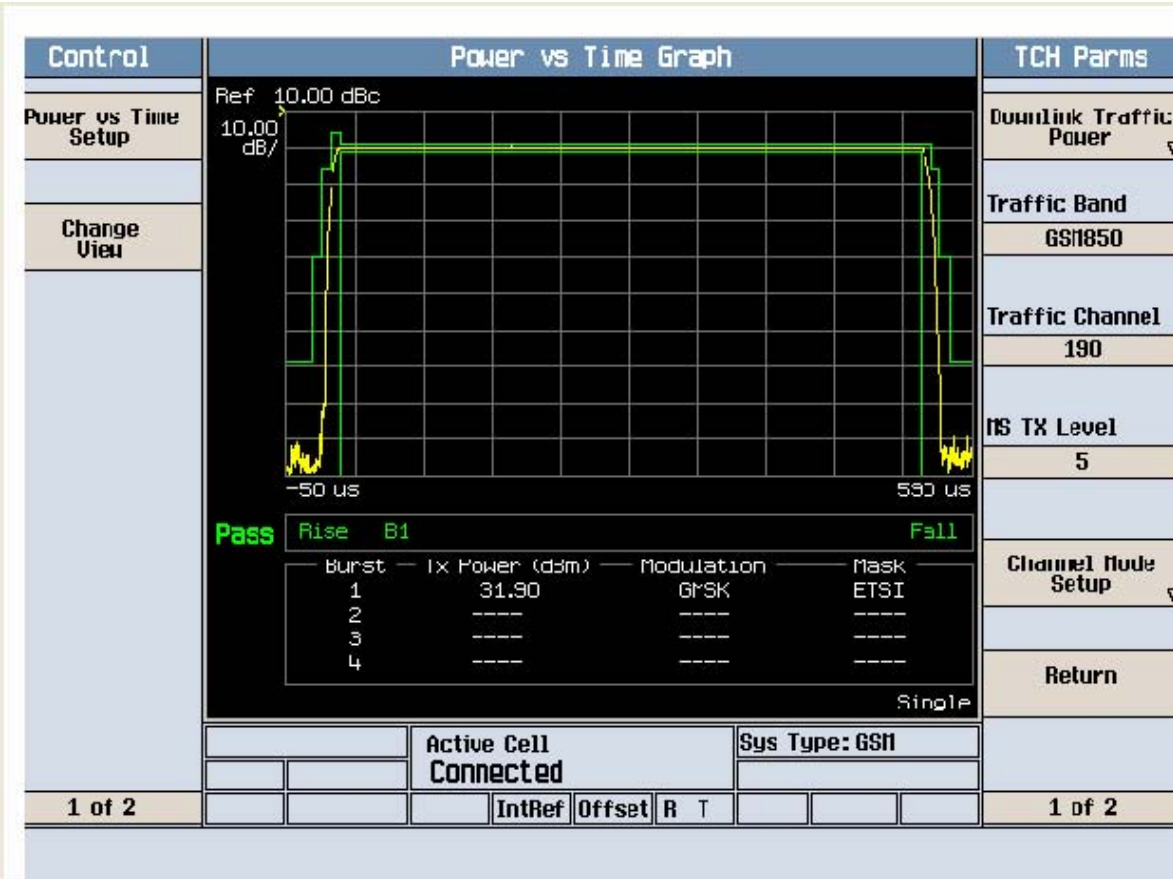 Control
Power vs Time Graph
TCH Parms
Power vs Time
Setup
Change
View
1 of 2
Ref 10.00 dBc
10.00
dB/
-50 us
590 us
Pass
Rise B1 Fall
Burst Tx Power (dBm) Modulation Mask
1 31.90 GMSK ETSI
2 ---- ---- ----
3 ---- ---- ----
4 ---- ---- ----
Single
Active Cell
Connected
Sys Type: GSM
IntRef Offset R T
Downlink Traffic
Power
Traffic Band
GSM850
Traffic Channel
190
MS TX Level
5
Channel Mode
Setup
Return
1 of 2